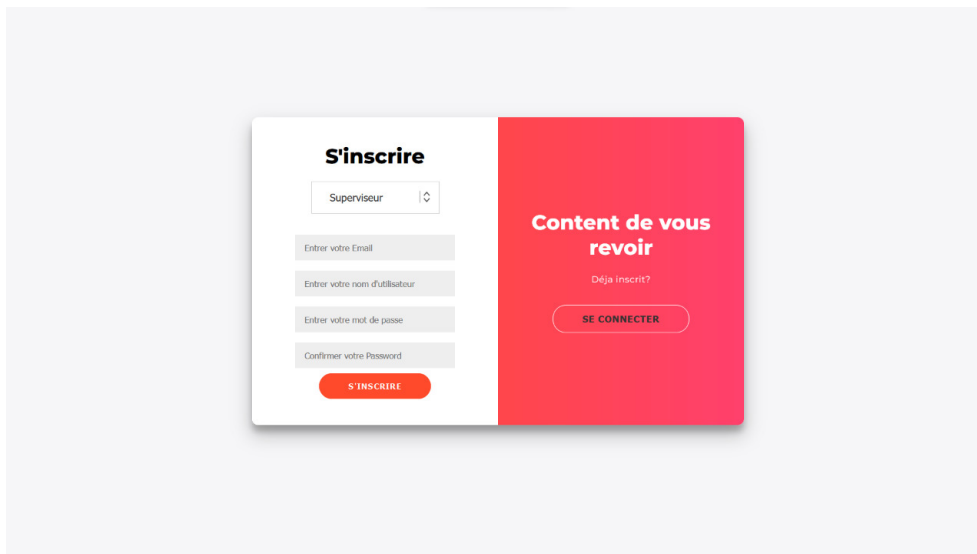 S'inscrire
Superviseur
Entrer votre Email
Entrer votre nom d'utilisateur
Entrer votre mot de passe
Confirmer votre Password
S'INSCRIRE
Content de vous
revoir
Déja inscrit?
SE CONNECTER